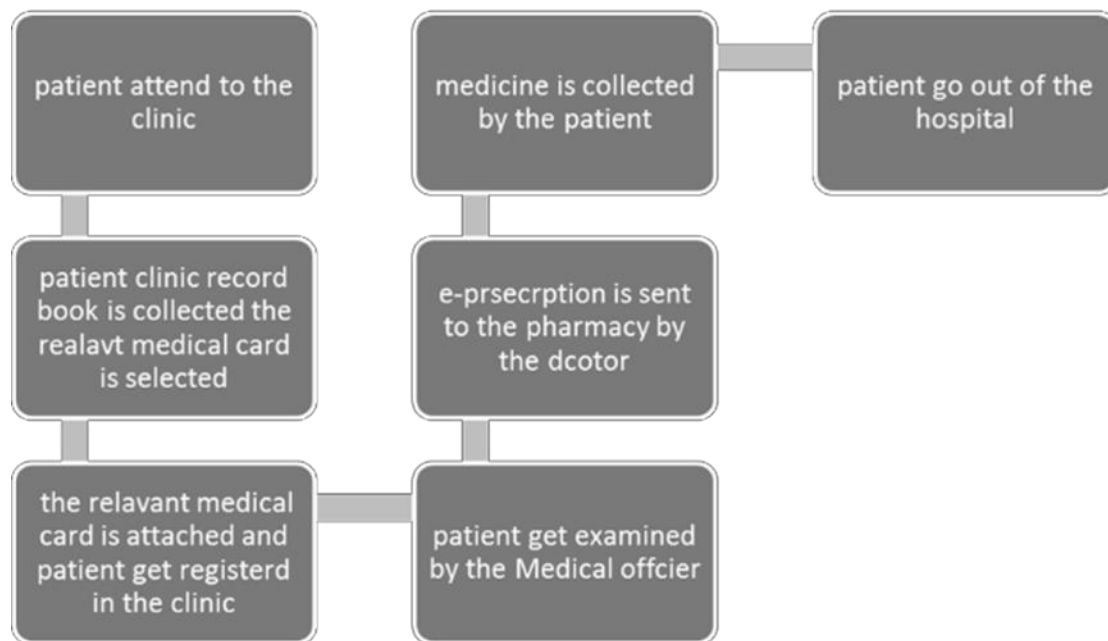 patient attend to the
clinic
patient clinic record
book is collected the
realavt medical card
is selected
the relavant medical
card is attached and
patient get registerd
in the clinic
patient get examined
by the Medical offcier
e-prsecrption is sent
to the pharmacy by
the dcotor
medicine is collected
by the patient
patient go out of the
hospital